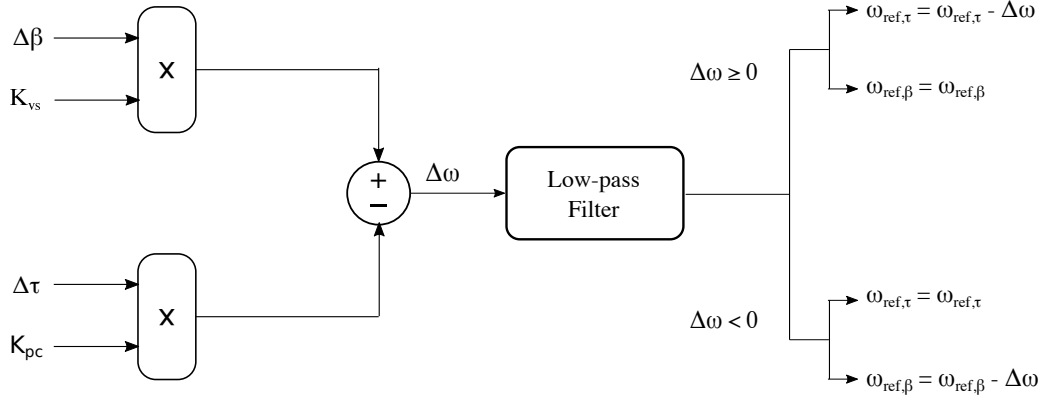 Δβ
K_vs
X
+
−
Δτ
K_pc
X
Δω
Low-pass
Filter
Δω ≥ 0
Δω < 0
ω_ref,τ = ω_ref,τ - Δω
ω_ref,β = ω_ref,β
ω_ref,τ = ω_ref,τ
ω_ref,β = ω_ref,β - Δω